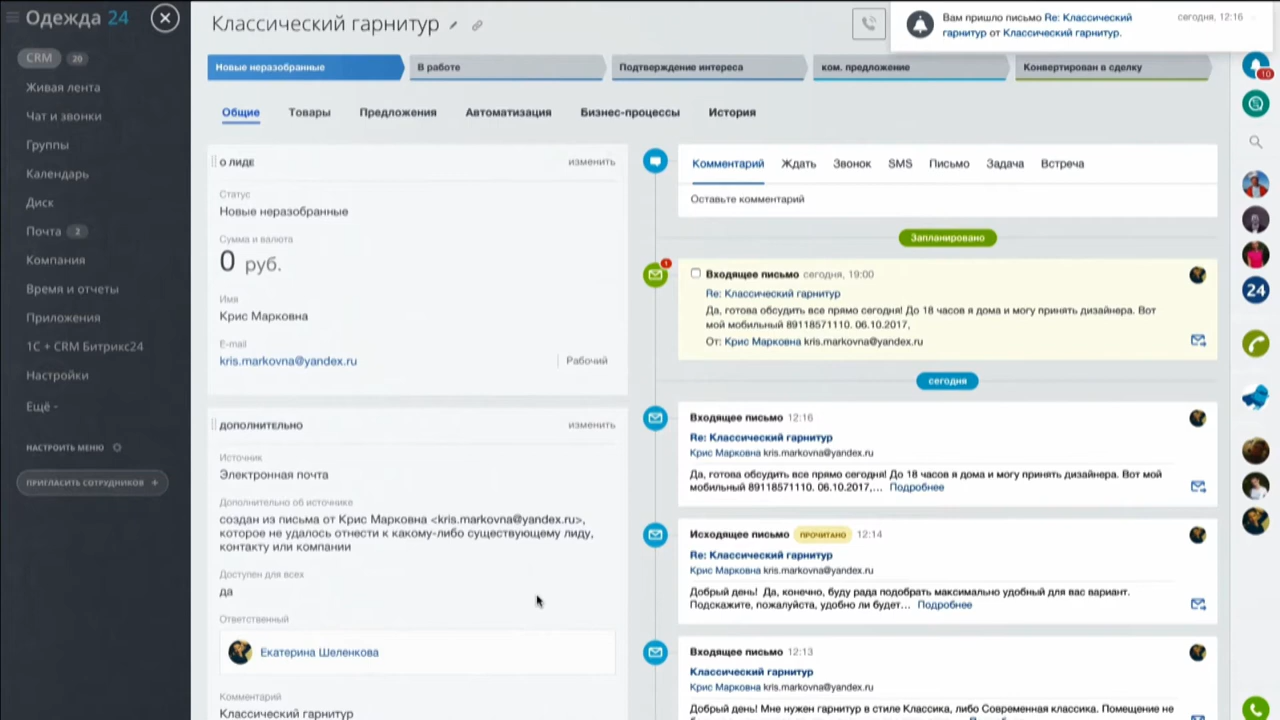 Одежда 24
CRM 20
Живая лента
Чат и звонки
Группы
Календарь
Диск
Почта 2
Компания
Время и отчеты
Приложения
1С + CRM Битрикс24
Настройки
Ещё -
НАСТРОИТЬ МЕНЮ
ПРИГЛАСИТЬ СОТРУДНИКОВ +
Классический гарнитур
Вам пришло письмо Re: Классический
гарнитур от Классический гарнитур.
сегодня, 12:16
Новые неразобранные
В работе
Подтверждение интереса
ком. предложение
Конвертирован в сделку
Общие
Товары
Предложения
Автоматизация
Бизнес-процессы
История
О ЛИДЕ
изменить
Статус
Новые неразобранные
Сумма и валюта
0 руб.
Имя
Крис Марковна
E-mail
kris.markovna@yandex.ru
Рабочий
ДОПОЛНИТЕЛЬНО
изменить
Источник
Электронная почта
Дополнительно об источнике
создан из письма от Крис Марковна <kris.markovna@yandex.ru>,
которое не удалось отнести к какому-либо существующему лиду,
контакту или компании
Доступен для всех
да
Ответственный
Екатерина Шеленкова
Комментарий
Классический гарнитур
Комментарий
Ждать
Звонок
SMS
Письмо
Задача
Встреча
Оставьте комментарий
Запланировано
1
Входящее письмо сегодня, 19:00
Re: Классический гарнитур
Да, готова обсудить все прямо сегодня! До 18 часов я дома и могу принять дизайнера. Вот
мой мобильный 89118571110. 06.10.2017,
От: Крис Марковна kris.markovna@yandex.ru
сегодня
Входящее письмо 12:16
Re: Классический гарнитур
Крис Марковна kris.markovna@yandex.ru
Да, готова обсудить все прямо сегодня! До 18 часов я дома и могу принять дизайнера. Вот мой
мобильный 89118571110. 06.10.2017,... Подробнее
Исходящее письмо ПРОЧИТАНО 12:14
Re: Классический гарнитур
Крис Марковна kris.markovna@yandex.ru
Добрый день! Да, конечно, буду рада подобрать максимально удобный для вас вариант.
Подскажите, пожалуйста, удобно ли будет... Подробнее
Входящее письмо 12:13
Классический гарнитур
Крис Марковна kris.markovna@yandex.ru
Добрый день! Мне нужен гарнитур в стиле Классика, либо Современная классика. Помещение не
10
24